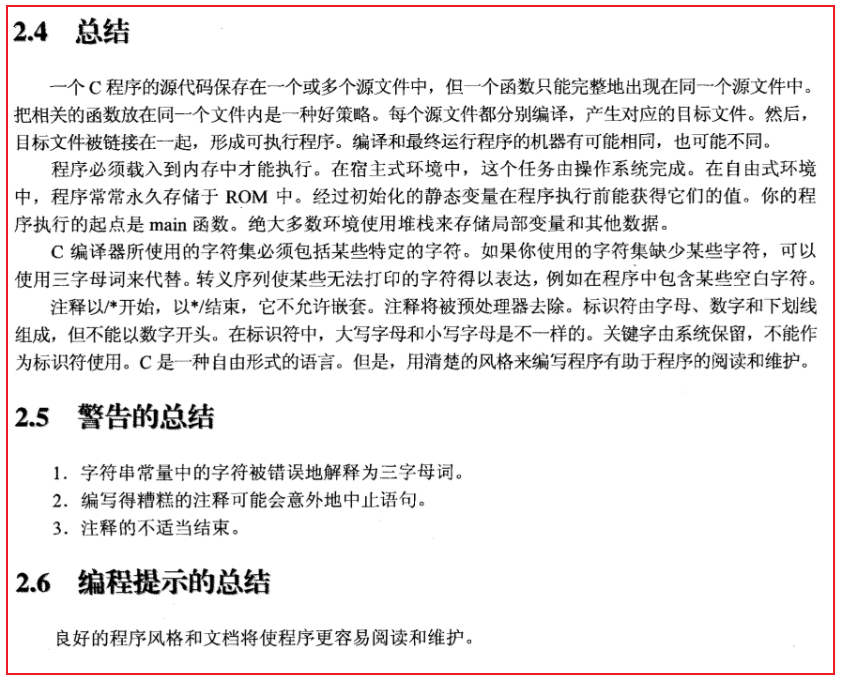 2.4 总结
一个 C 程序的源代码保存在一个或多个源文件中，但一个函数只能完整地出现在同一个源文件中。
把相关的函数放在同一个文件内是一种好策略。每个源文件都分别编译，产生对应的目标文件。然后，
目标文件被链接在一起，形成可执行程序。编译和最终运行程序的机器有可能相同，也可能不同。
程序必须载入到内存中才能执行。在宿主式环境中，这个任务由操作系统完成。在自由式环境
中，程序常常永久存储于 ROM 中。经过初始化的静态变量在程序执行前能获得它们的值。你的程
序执行的起点是 main 函数。绝大多数环境使用堆栈来存储局部变量和其他数据。
C 编译器所使用的字符集必须包括某些特定的字符。如果你使用的字符集缺少某些字符，可以
使用三字母词来代替。转义序列使某些无法打印的字符得以表达，例如在程序中包含某些空白字符。
注释以/*开始，以*/结束，它不允许嵌套。注释将被预处理器去除。标识符由字母、数字和下划线
组成，但不能以数字开头。在标识符中，大写字母和小写字母是不一样的。关键字由系统保留，不能作
为标识符使用。C 是一种自由形式的语言。但是，用清楚的风格来编写程序有助于程序的阅读和维护。
2.5 警告的总结
1．字符串常量中的字符被错误地解释为三字母词。
2．编写得糟糕的注释可能会意外地中止语句。
3．注释的不适当结束。
2.6 编程提示的总结
良好的程序风格和文档将使程序更容易阅读和维护。